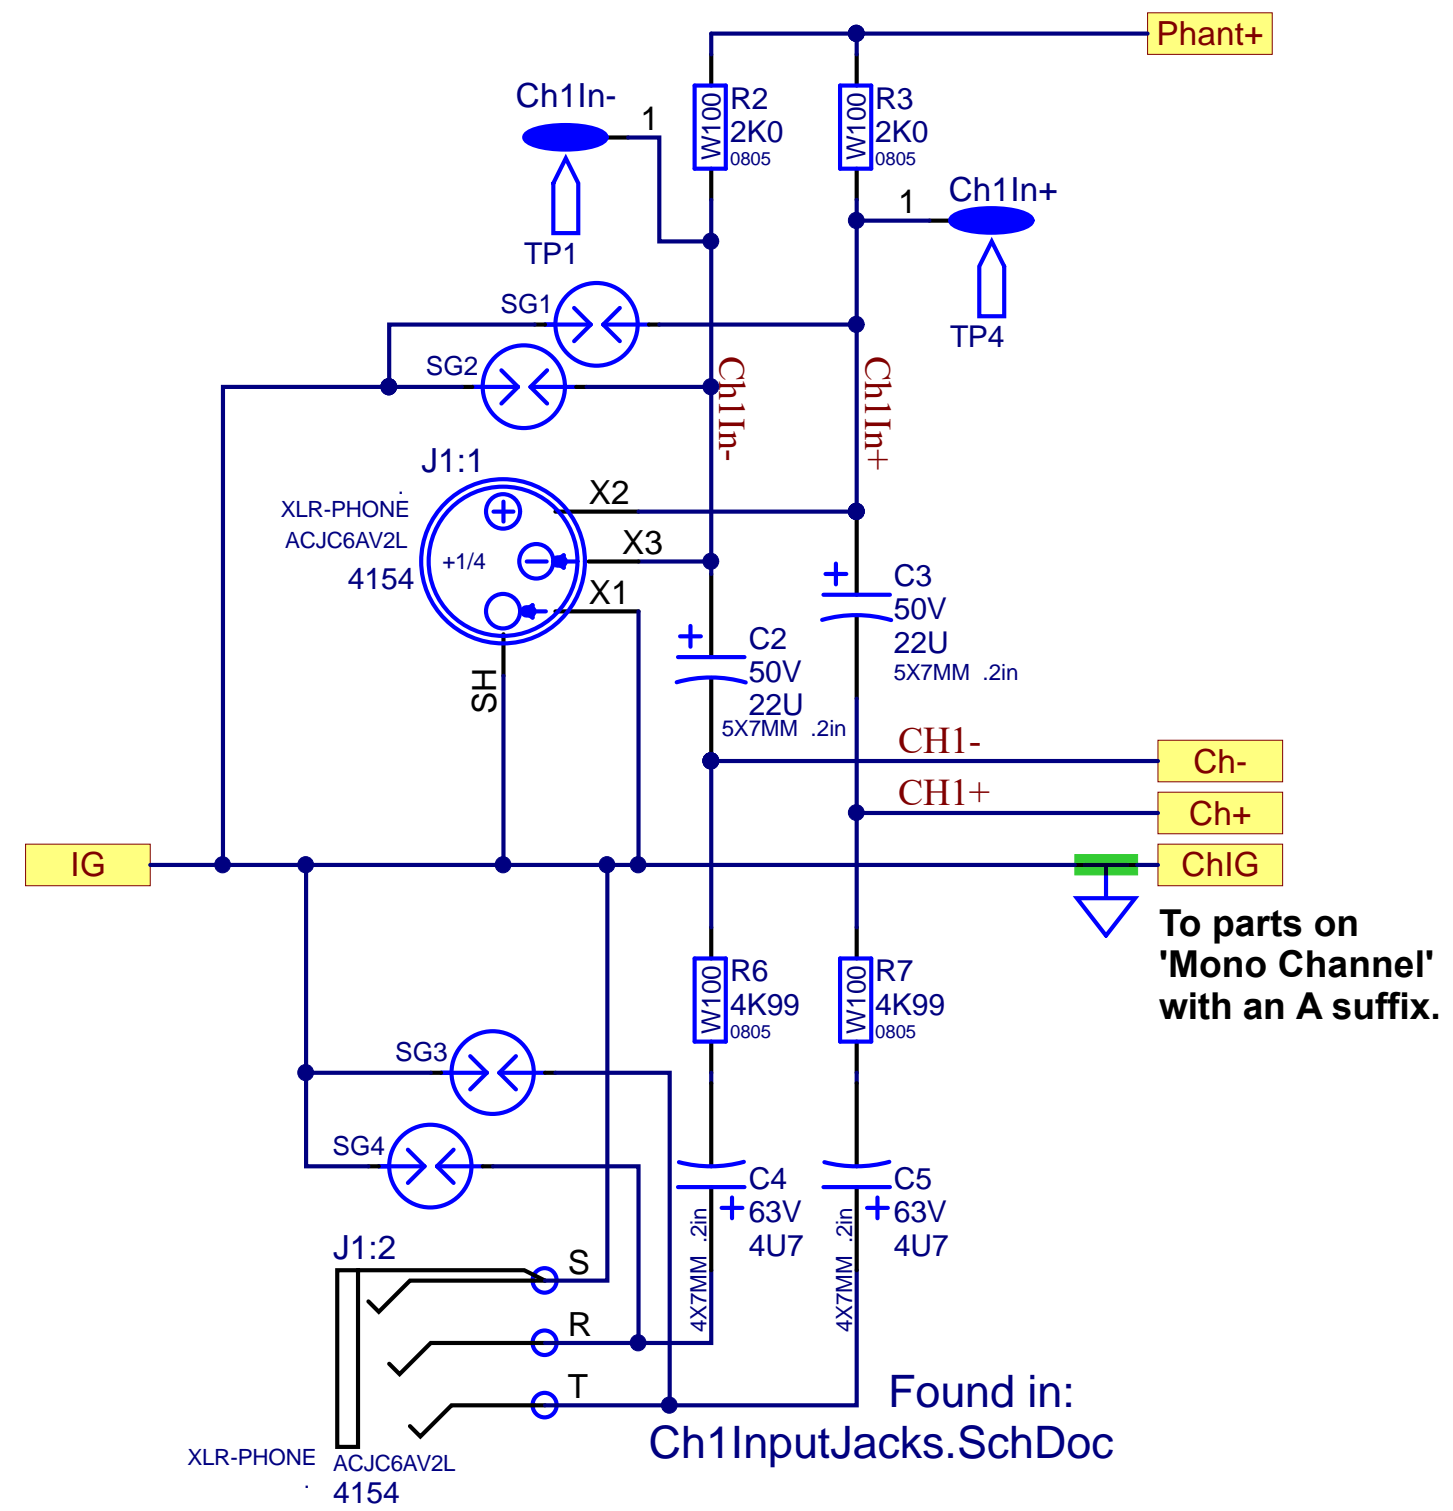 Phant+
Ch1In-
1
R2
2K0
0805
W100
R3
2K0
0805
W100
TP1
1
Ch1In+
TP4
SG1
SG2
Ch1In-
Ch1In+
J1:1
.
XLR-PHONE
ACJC6AV2L
4154
+1/4
X2
X3
X1
SH
+
C3
50V
22U
5X7MM .2in
+
C2
50V
22U
5X7MM .2in
CH1-
Ch-
CH1+
Ch+
IG
ChIG
To parts on
'Mono Channel'
with an A suffix.
R6
4K99
0805
W100
R7
4K99
0805
W100
SG3
SG4
C4
+ 63V
4U7
4X7MM .2in
C5
+ 63V
4U7
4X7MM .2in
J1:2
S
R
T
XLR-PHONE
.
ACJC6AV2L
4154
Found in:
Ch1InputJacks.SchDoc